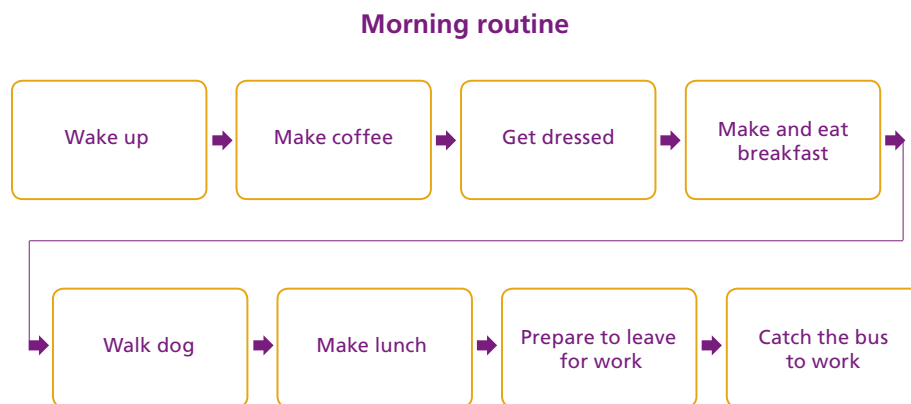 Morning routine
Wake up
Make coffee
Get dressed
Make and eat
breakfast
Walk dog
Make lunch
Prepare to leave
for work
Catch the bus
to work